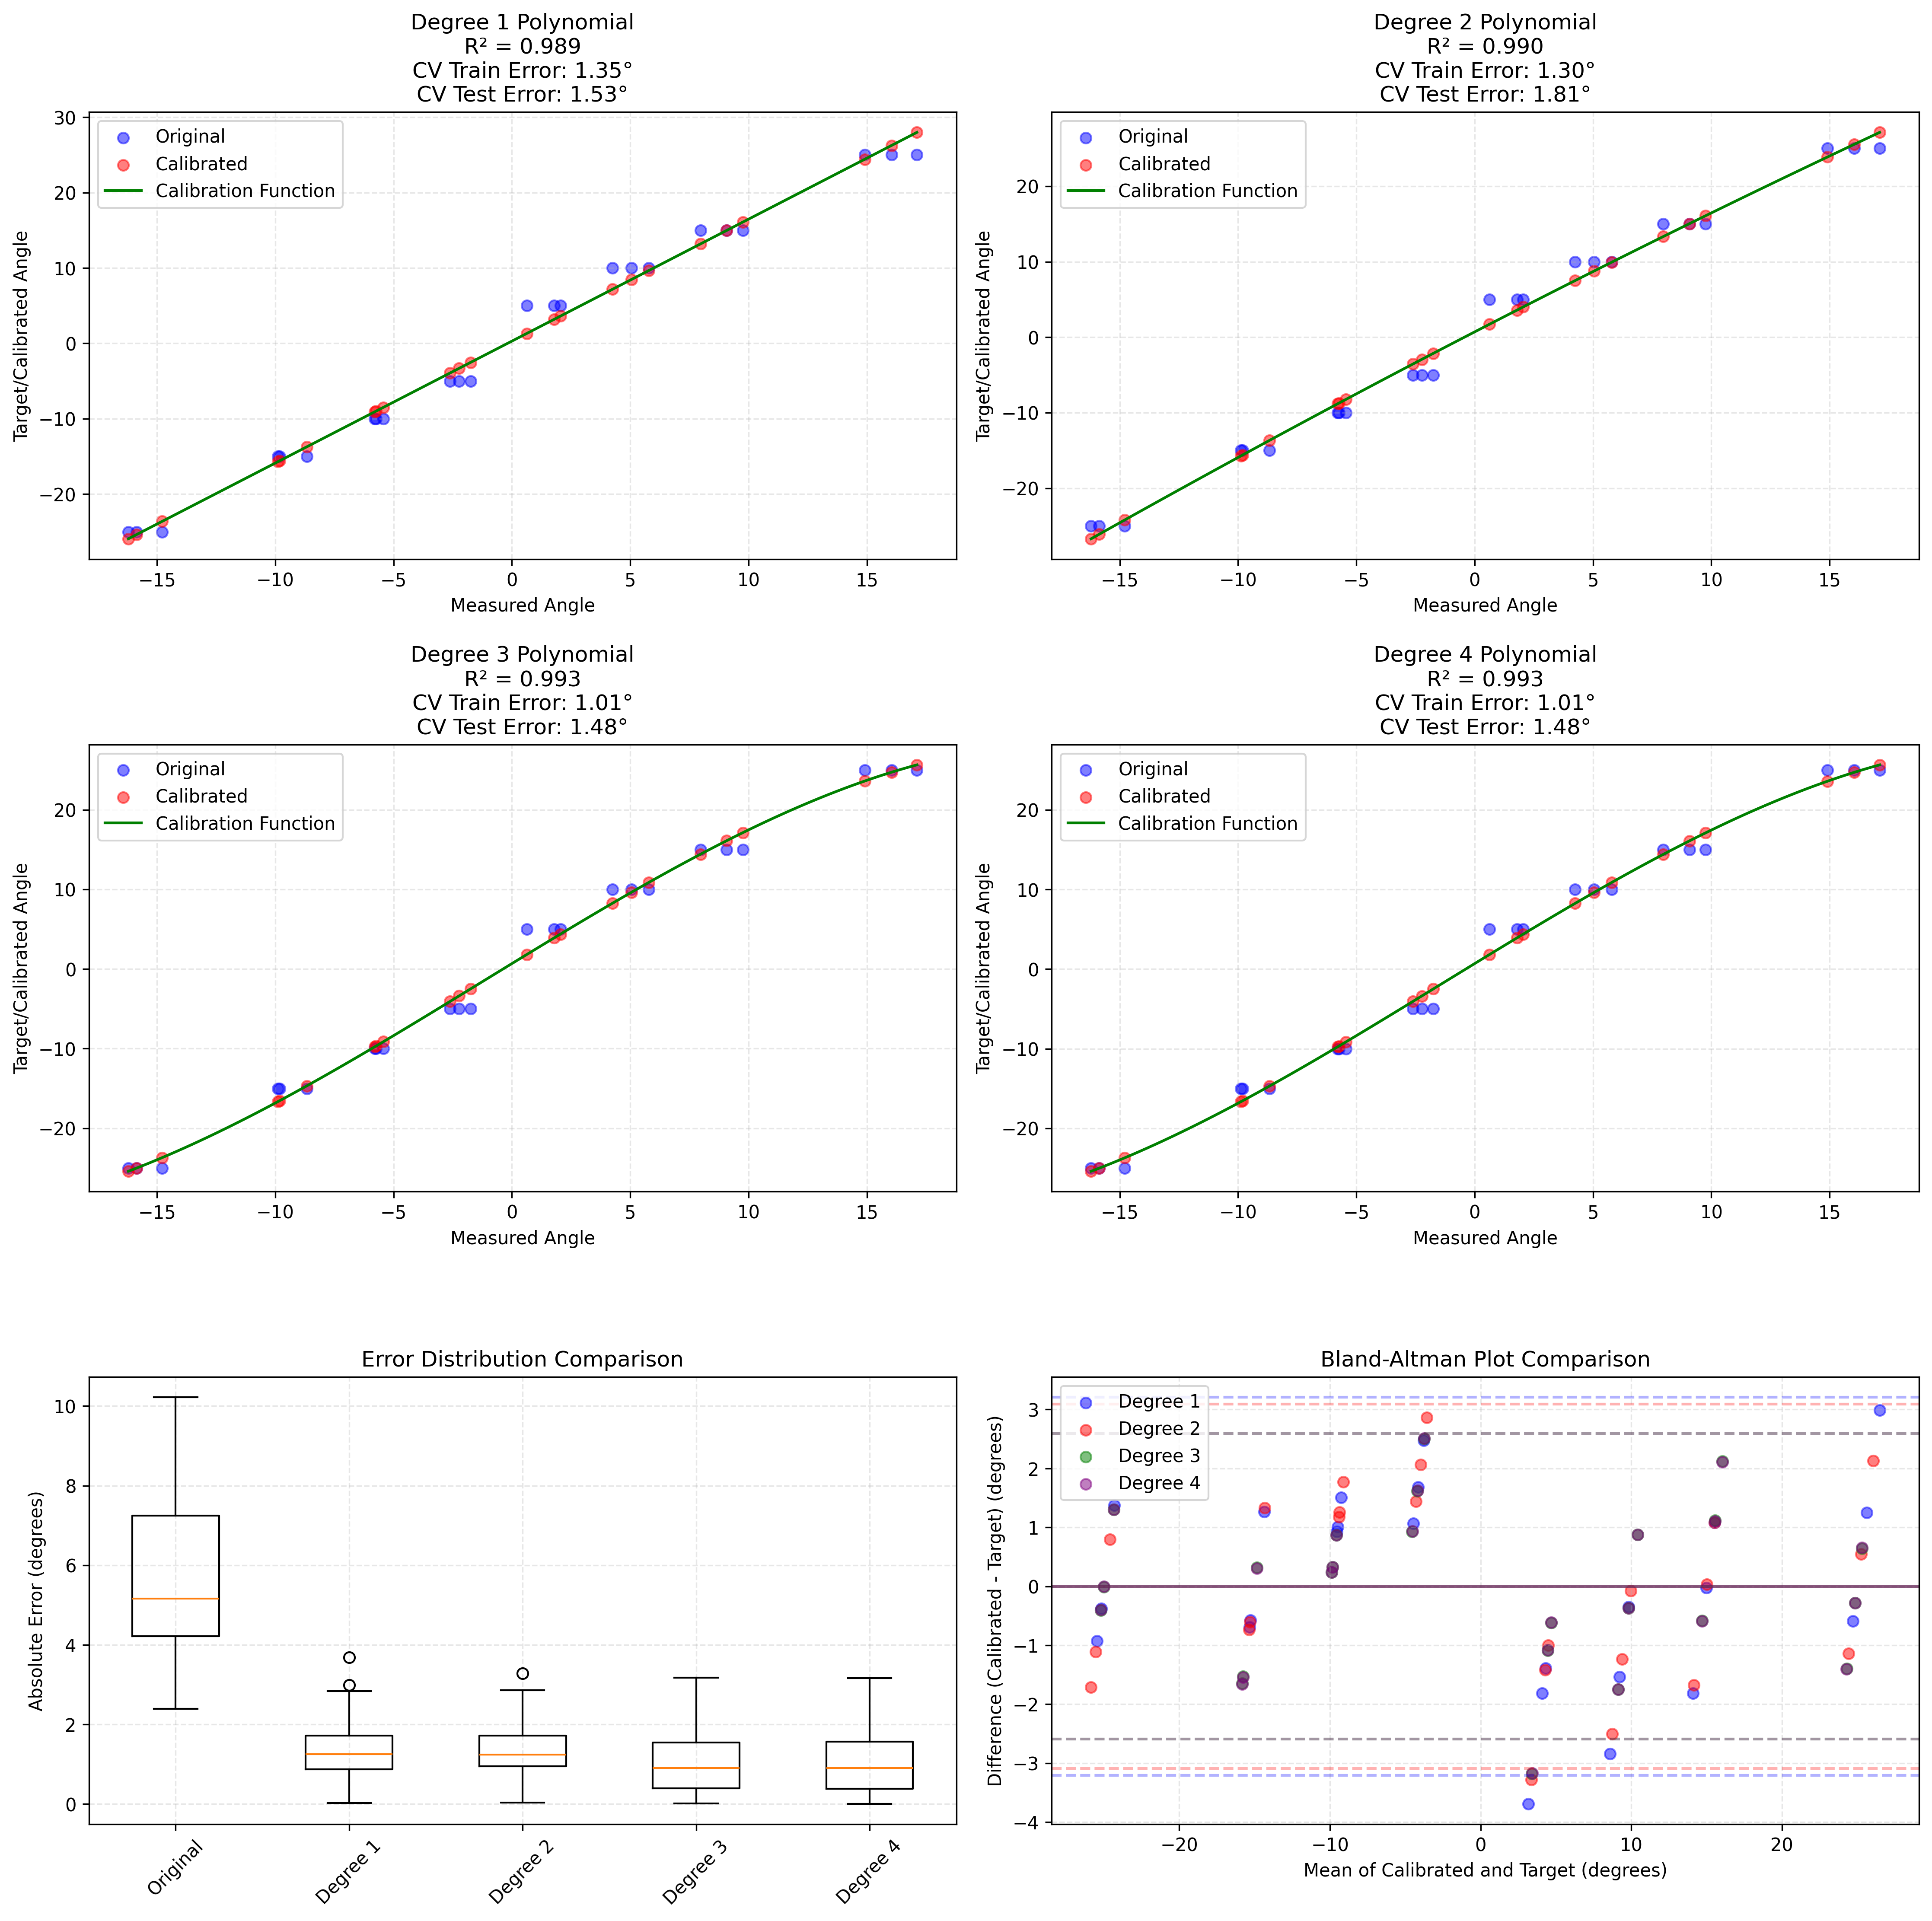 Degree 1 Polynomial
R² = 0.989
CV Train Error: 1.35°
CV Test Error: 1.53°
30
20
10
0
−10
−20
Target/Calibrated Angle
Original
Calibrated
Calibration Function
−15 −10 −5 0 5 10 15
Measured Angle
Degree 2 Polynomial
R² = 0.990
CV Train Error: 1.30°
CV Test Error: 1.81°
20
10
0
−10
−20
Target/Calibrated Angle
Original
Calibrated
Calibration Function
−15 −10 −5 0 5 10 15
Measured Angle
Degree 3 Polynomial
R² = 0.993
CV Train Error: 1.01°
CV Test Error: 1.48°
20
10
0
−10
−20
Target/Calibrated Angle
Original
Calibrated
Calibration Function
−15 −10 −5 0 5 10 15
Measured Angle
Degree 4 Polynomial
R² = 0.993
CV Train Error: 1.01°
CV Test Error: 1.48°
20
10
0
−10
−20
Target/Calibrated Angle
Original
Calibrated
Calibration Function
−15 −10 −5 0 5 10 15
Measured Angle
Error Distribution Comparison
10
8
6
4
2
0
Absolute Error (degrees)
Original
Degree 1
Degree 2
Degree 3
Degree 4
Bland-Altman Plot Comparison
3
2
1
0
−1
−2
−3
−4
Difference (Calibrated - Target) (degrees)
Degree 1
Degree 2
Degree 3
Degree 4
−20 −10 0 10 20
Mean of Calibrated and Target (degrees)